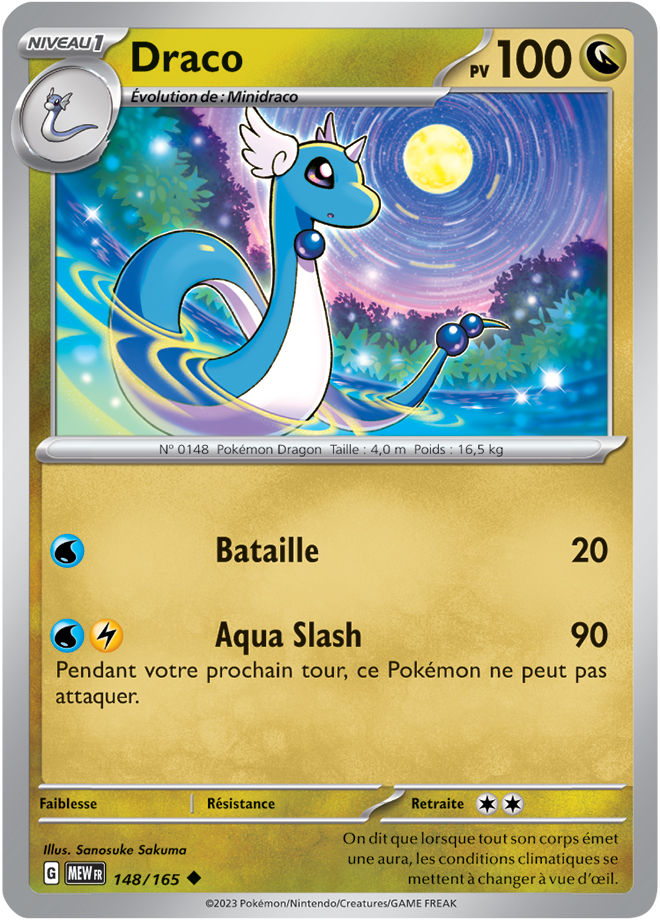 NIVEAU 1
Draco
PV 100
Évolution de : Minidraco
N° 0148 Pokémon Dragon Taille : 4,0 m Poids : 16,5 kg
Bataille 20
Aqua Slash 90
Pendant votre prochain tour, ce Pokémon ne peut pas
attaquer.
Faiblesse Résistance Retraite
Illus. Sanosuke Sakuma
G MEW FR 148/165
On dit que lorsque tout son corps émet
une aura, les conditions climatiques se
mettent à changer à vue d'œil.
©2023 Pokémon/Nintendo/Creatures/GAME FREAK